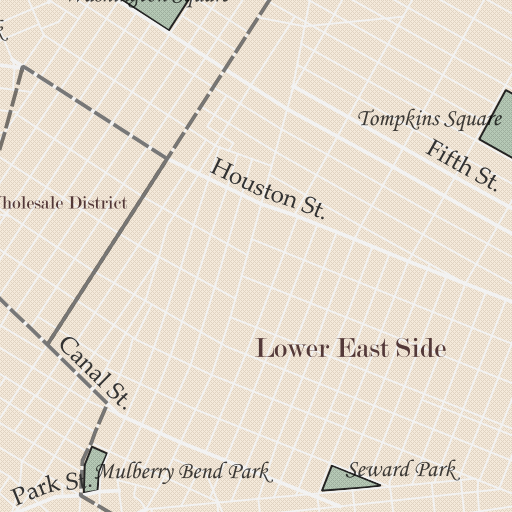 Washington Square
Tompkins Square
Fifth St.
Houston St.
Wholesale District
Lower East Side
Canal St.
Mulberry Bend Park
Seward Park
Park St.